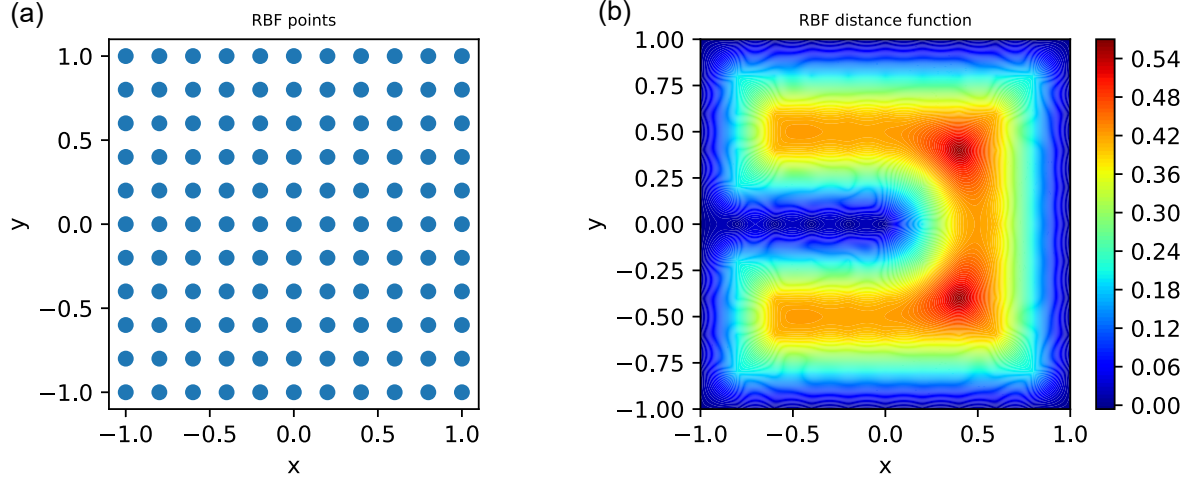 (a)
RBF points
1.0
0.5
0.0
−0.5
−1.0
y
−1.0 −0.5 0.0 0.5 1.0
x
(b)
RBF distance function
1.00
0.75
0.50
0.25
0.00
−0.25
−0.50
−0.75
−1.00
y
−1.0 −0.5 0.0 0.5 1.0
x
0.54
0.48
0.42
0.36
0.30
0.24
0.18
0.12
0.06
0.00